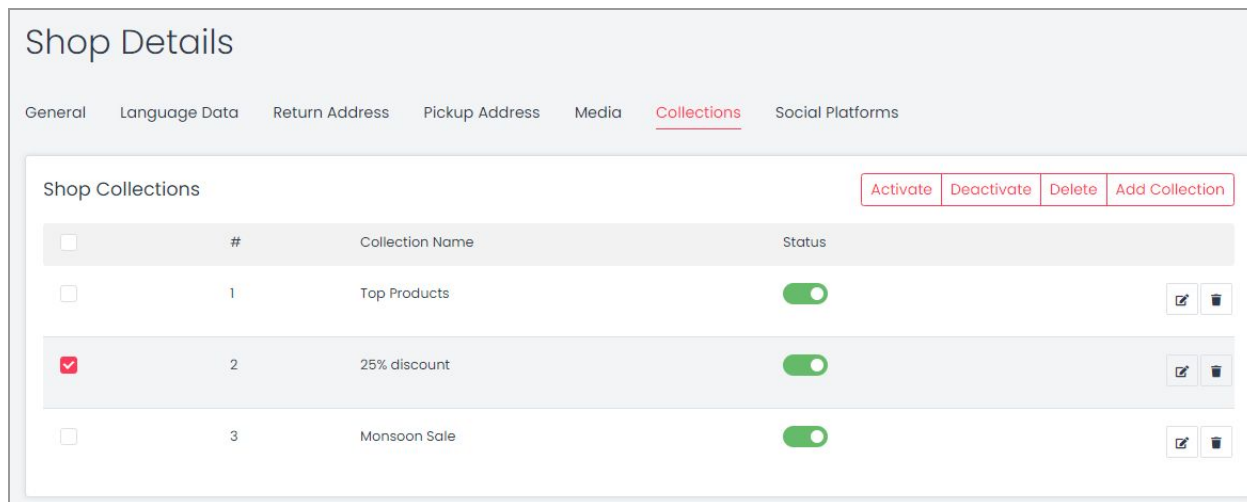 Shop Details
General Language Data Return Address Pickup Address Media Collections Social Platforms
Shop Collections Activate Deactivate Delete Add Collection
# Collection Name Status
1 Top Products
2 25% discount
3 Monsoon Sale